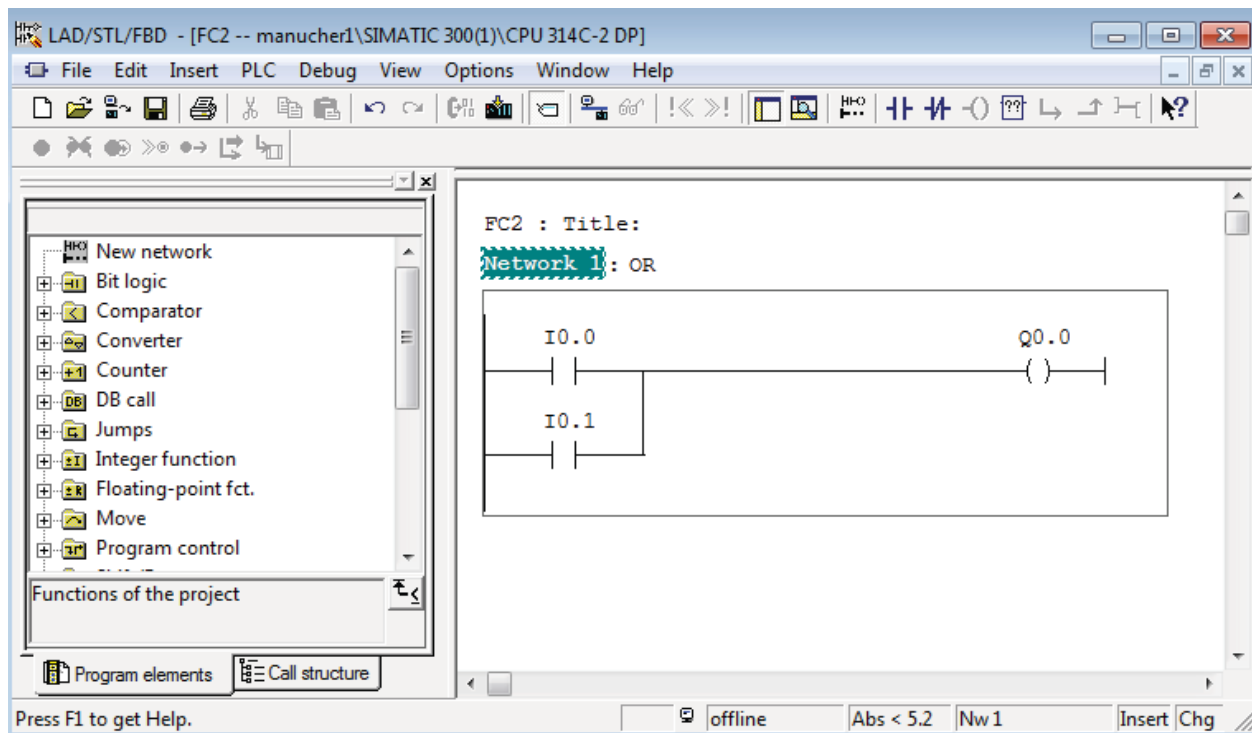 LAD/STL/FBD - [FC2 -- manucher1\SIMATIC 300(1)\CPU 314C-2 DP]
File Edit Insert PLC Debug View Options Window Help
New network
Bit logic
Comparator
Converter
Counter
DB call
Jumps
Integer function
Floating-point fct.
Move
Program control
Functions of the project
Program elements Call structure
FC2 : Title:
Network 1 : OR
I0.0 Q0.0
I0.1
Press F1 to get Help. offline Abs < 5.2 Nw 1 Insert Chg